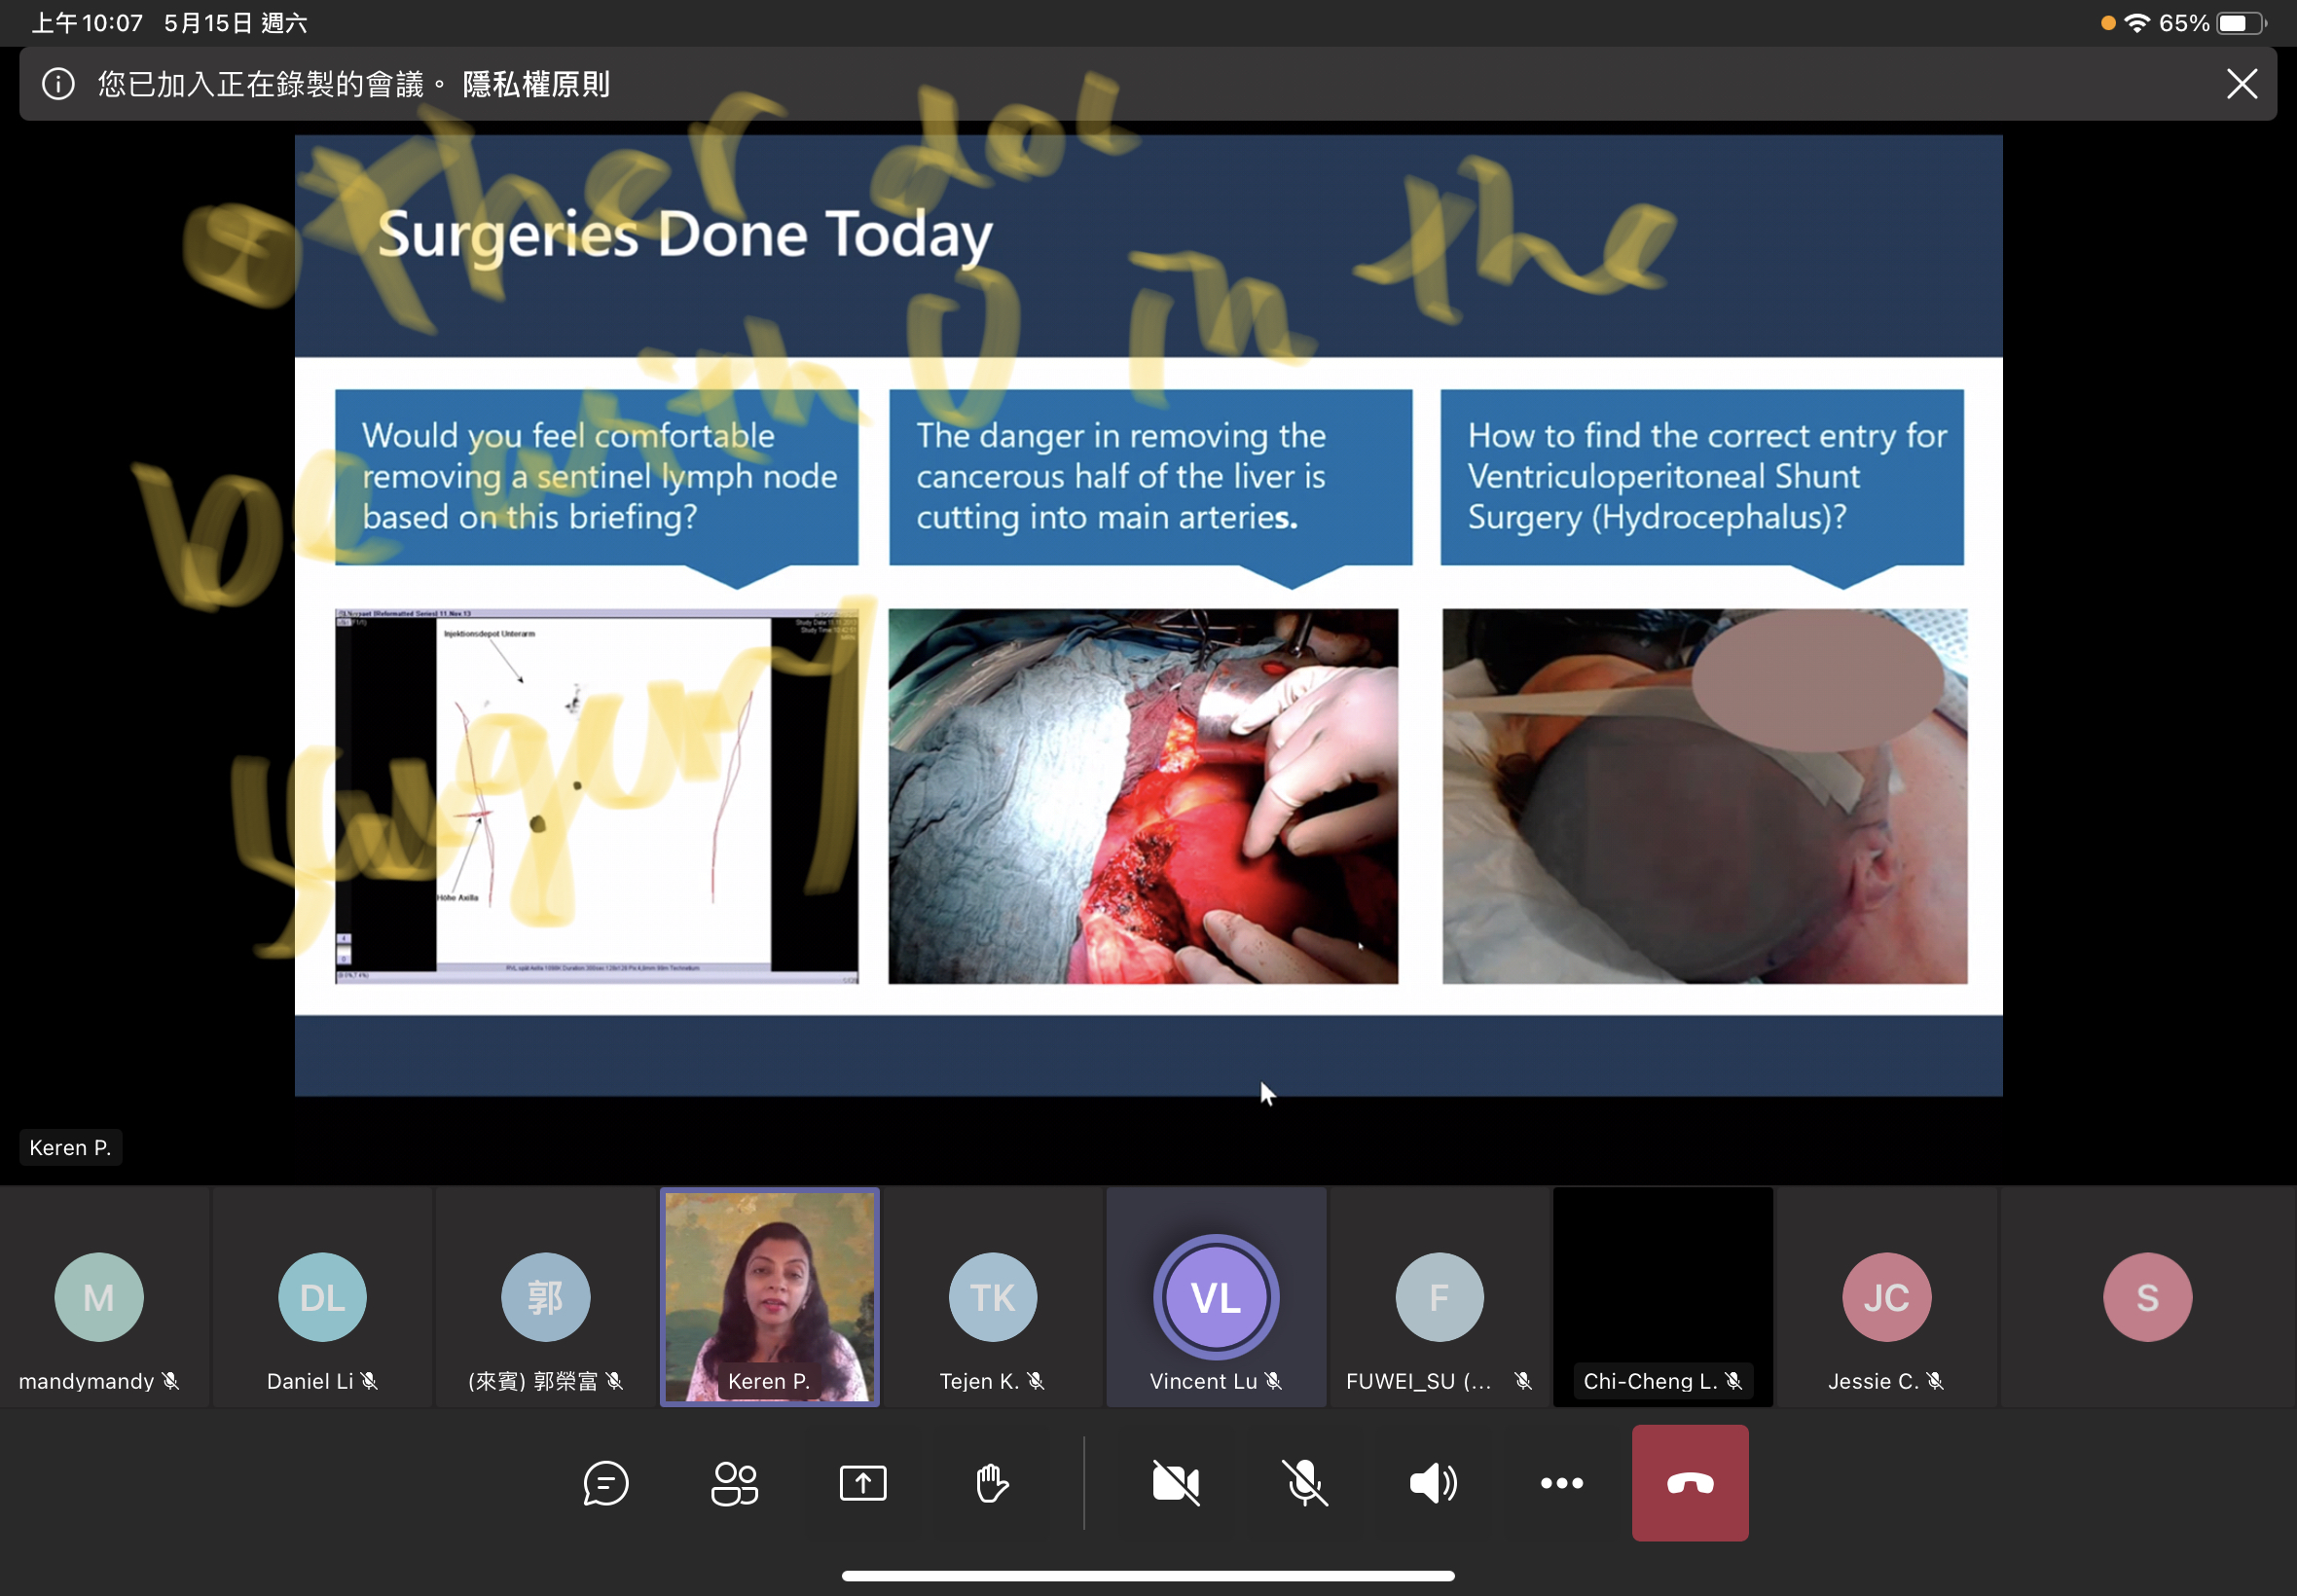 上午10:07 5月15日 週六
65%
您已加入正在錄製的會議。 隱私權原則
other doc
Surgeries Done Today
the
in
be with U
Would you feel comfortable
removing a sentinel lymph node
based on this briefing?
The danger in removing the
cancerous half of the liver is
cutting into main arteries.
How to find the correct entry for
Ventriculoperitoneal Shunt
Surgery (Hydrocephalus)?
Injektionsdepot Unterarm
Höhe Axilla
Keren P.
M
DL
郭
TK
VL
F
JC
S
mandymandy
Daniel Li
(來賓) 郭榮富
Keren P.
Tejen K.
Vincent Lu
FUWEI_SU (...
Chi-Cheng L.
Jessie C.